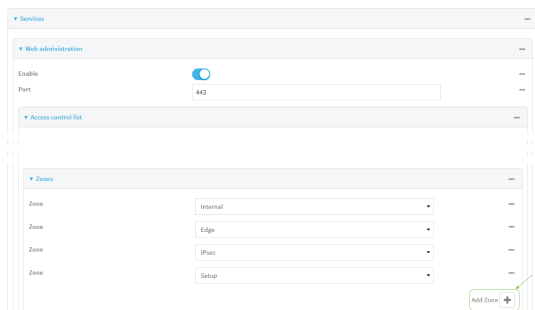 ▼ Services
▼ Web administration
Enable
Port 443
▼ Access control list
▼ Zones
Zone Internal
Zone Edge
Zone IPsec
Zone Setup
Add Zone